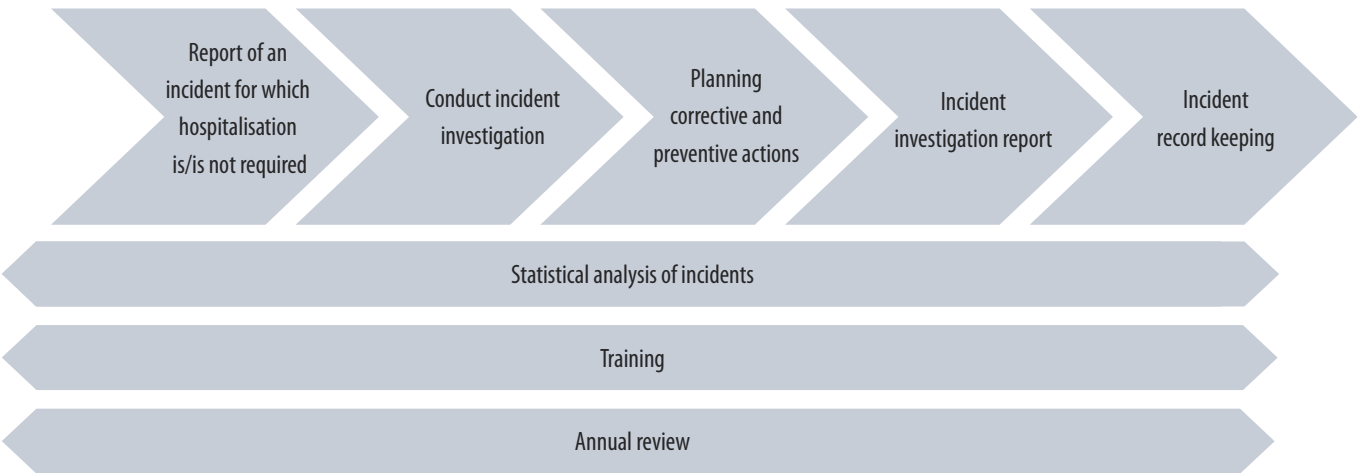 Report of an
incident for which
hospitalisation
is/is not required
Conduct incident
investigation
Planning
corrective and
preventive actions
Incident
investigation report
Incident
record keeping
Statistical analysis of incidents
Training
Annual review